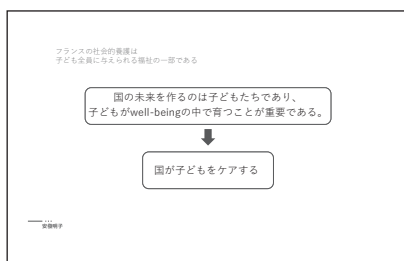 フランスの社会的養護は
子ども全員に与えられる福祉の一部である
国の未来を作るのは子どもたちであり、
子どもがwell-beingの中で育つことが重要である。
国が子どもをケアする
安發明子